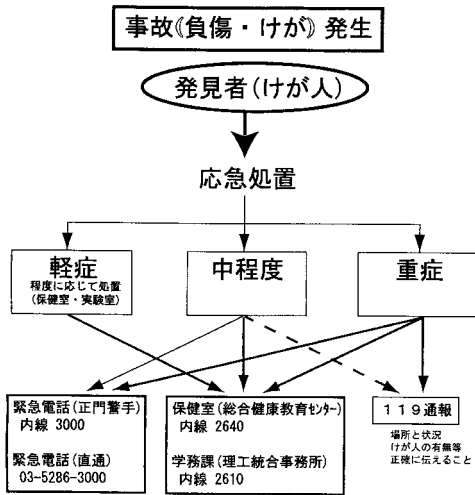 事故(負傷・けが)発生
発見者(けが人)
応急処置
軽症
程度に応じて処置
(保健室・実験室)
中程度
重症
緊急電話(正門警手)
内線 3000
緊急電話(直通)
03-5286-3000
保健室(総合健康教育センター)
内線 2640
学務課(理工統合事務所)
内線 2610
119通報
場所と状況
けが人の有無等
正確に伝えること